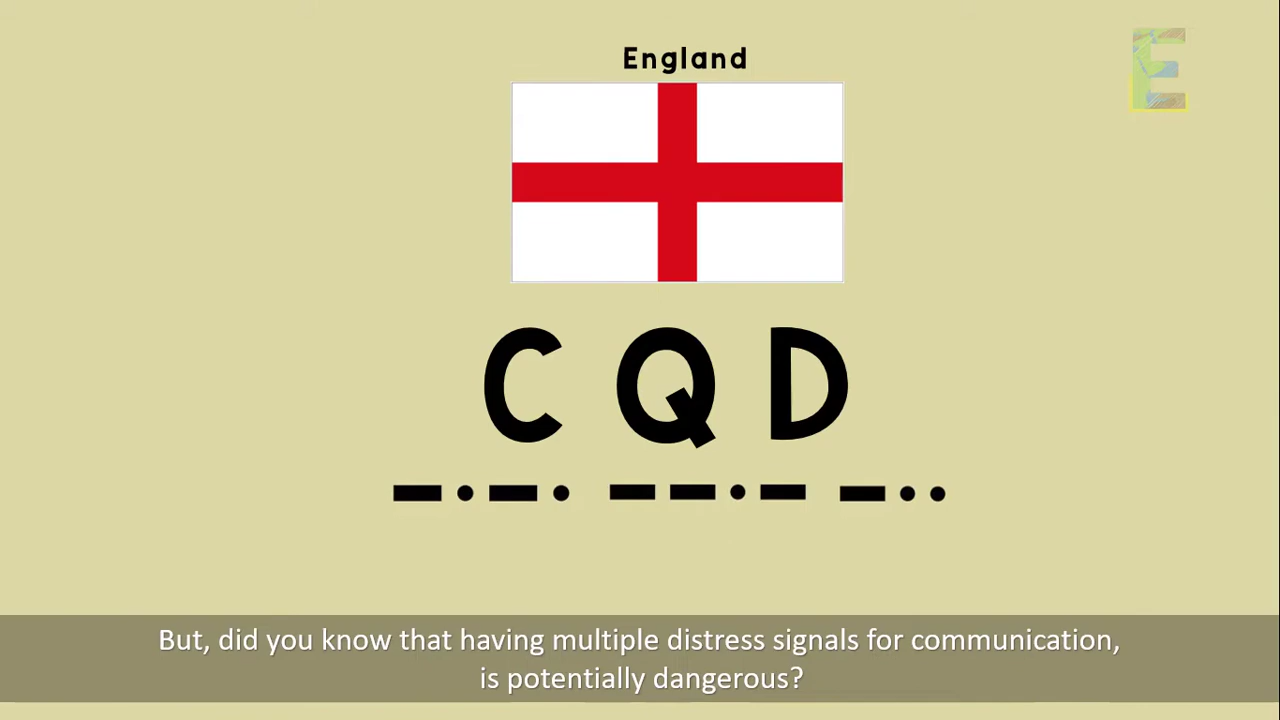 England
C Q D
But, did you know that having multiple distress signals for communication,
is potentially dangerous?